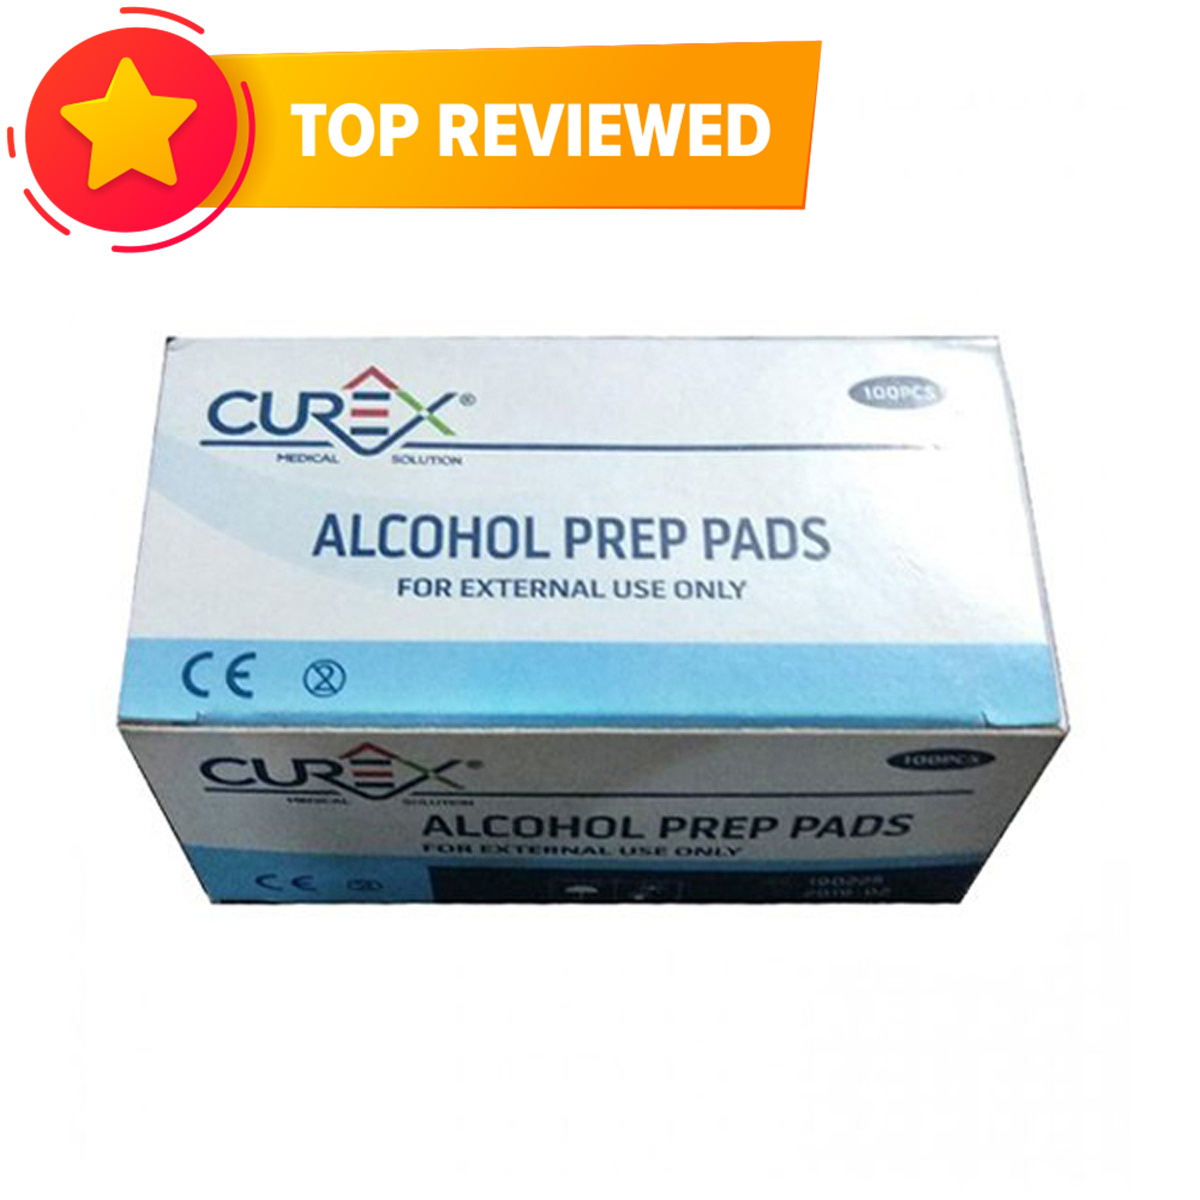 TOP REVIEWED
CUREX®
100PCS
MEDICAL SOLUTION
ALCOHOL PREP PADS
FOR EXTERNAL USE ONLY
CE
2
CUREX®
100PCS
MEDICAL SOLUTION
ALCOHOL PREP PADS
FOR EXTERNAL USE ONLY
CE